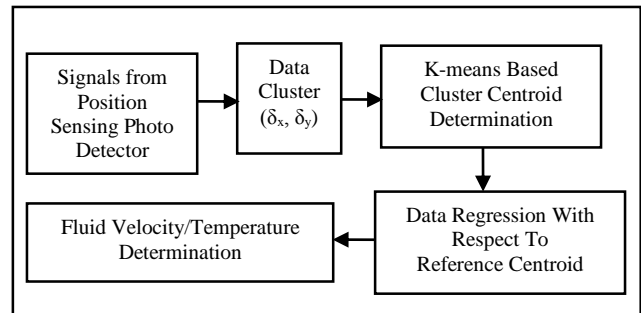 Signals from
Position
Sensing Photo
Detector
Data
Cluster
(δx, δy)
K-means Based
Cluster Centroid
Determination
Data Regression With
Respect To
Reference Centroid
Fluid Velocity/Temperature
Determination